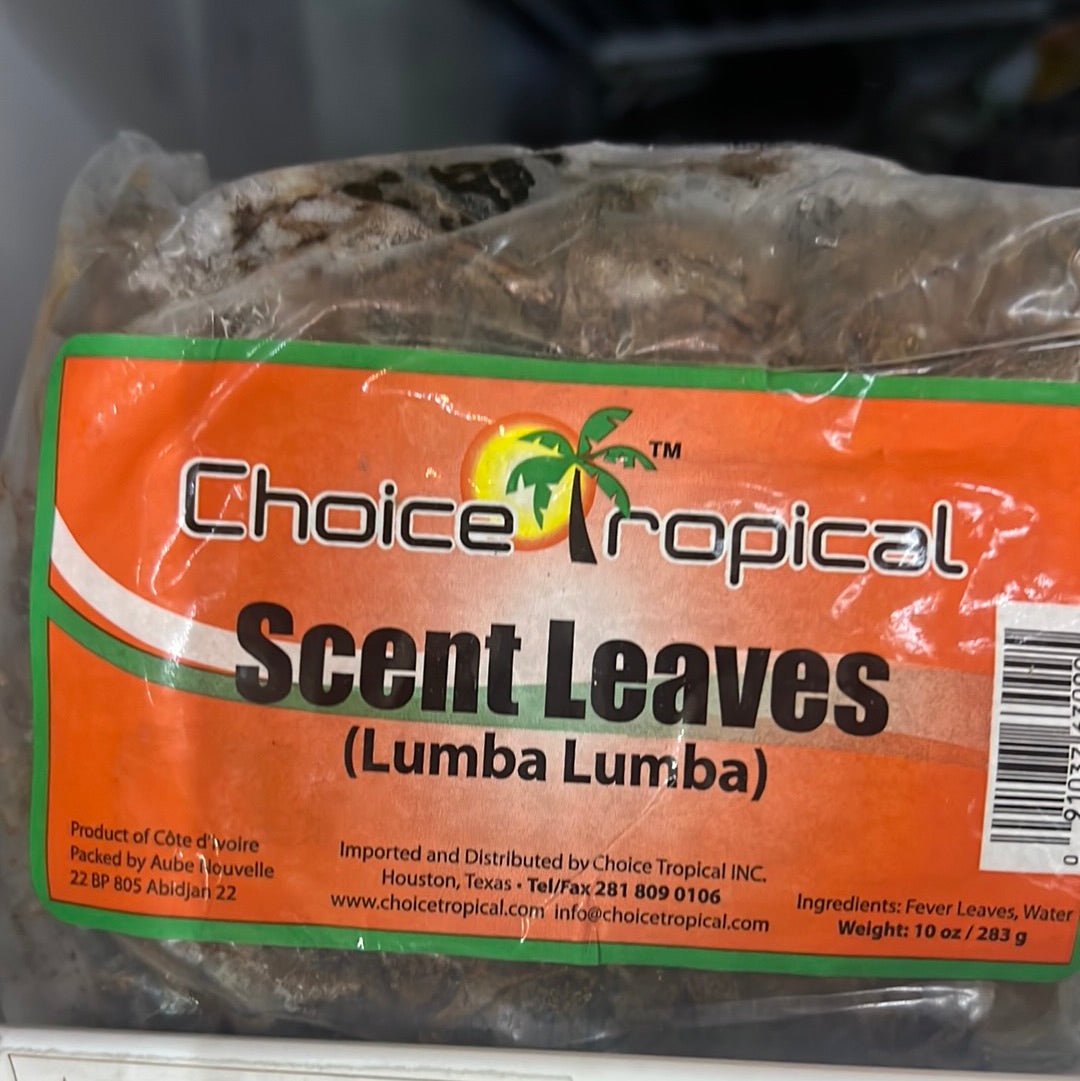 Choice Tropical TM
Scent Leaves
(Lumba Lumba)
Product of Côte d'Ivoire
Packed by Aube Nouvelle
22 BP 805 Abidjan 22
Imported and Distributed by Choice Tropical INC.
Houston, Texas • Tel/Fax 281 809 0106
www.choicetropical.com info@choicetropical.com
Ingredients: Fever Leaves, Water
Weight: 10 oz / 283 g